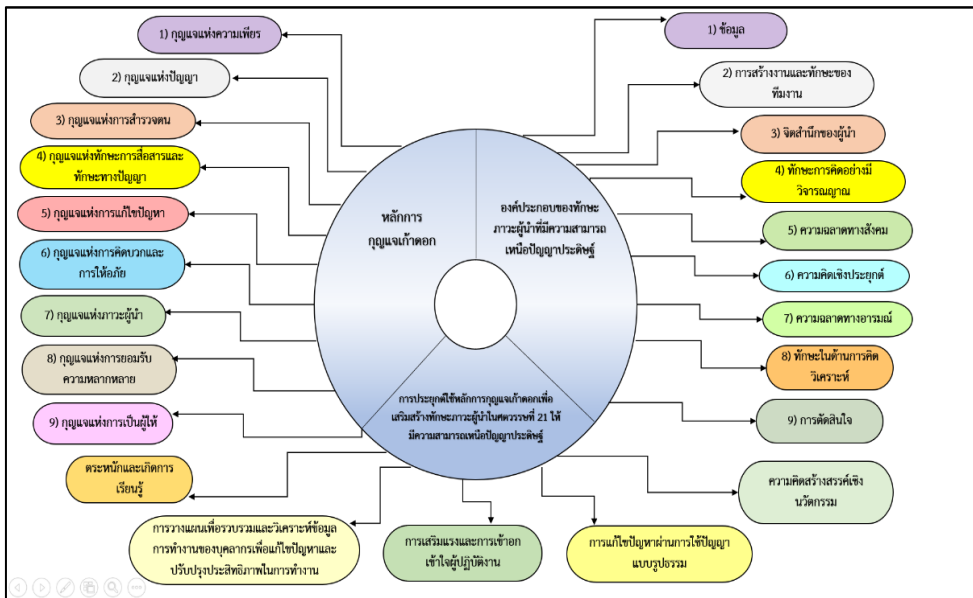 1) กุญแจแห่งความเพียร
2) กุญแจแห่งปัญญา
3) กุญแจแห่งการสำรวจตน
4) กุญแจแห่งทักษะการสื่อสารและ
ทักษะทางปัญญา
5) กุญแจแห่งการแก้ไขปัญหา
6) กุญแจแห่งการคิดบวกและ
การให้อภัย
7) กุญแจแห่งภาวะผู้นำ
8) กุญแจแห่งการยอมรับ
ความหลากหลาย
9) กุญแจแห่งการเป็นผู้ให้
หลักการ
กุญแจเก้าดอก
องค์ประกอบของทักษะ
ภาวะผู้นำที่มีความสามารถ
เหนือปัญญาประดิษฐ์
การประยุกต์ใช้หลักการกุญแจเก้าดอกเพื่อ
เสริมสร้างทักษะภาวะผู้นำในศตวรรษที่ 21 ให้
มีความสามารถเหนือปัญญาประดิษฐ์
1) ข้อมูล
2) การสร้างงานและทักษะของ
ทีมงาน
3) จิตสำนึกของผู้นำ
4) ทักษะการคิดอย่างมี
วิจารณญาณ
5) ความฉลาดทางสังคม
6) ความคิดเชิงประยุกต์
7) ความฉลาดทางอารมณ์
8) ทักษะในด้านการคิด
วิเคราะห์
9) การตัดสินใจ
ตระหนักและเกิดการ
เรียนรู้
การวางแผนเพื่อรวบรวมและวิเคราะห์ข้อมูล
การทำงานของบุคลากรเพื่อแก้ไขปัญหาและ
ปรับปรุงประสิทธิภาพในการทำงาน
การเสริมแรงและการเข้าอก
เข้าใจผู้ปฏิบัติงาน
การแก้ไขปัญหาผ่านการใช้ปัญญา
แบบรูปธรรม
ความคิดสร้างสรรค์เชิง
นวัตกรรม